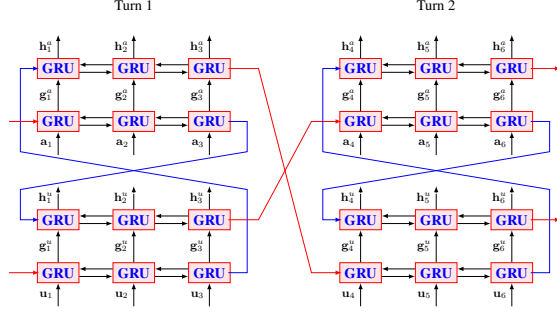 Turn 1 Turn 2
h₁ᵃ h₂ᵃ h₃ᵃ h₄ᵃ h₅ᵃ h₆ᵃ
GRU GRU GRU GRU GRU GRU
g₁ᵃ g₂ᵃ g₃ᵃ g₄ᵃ g₅ᵃ g₆ᵃ
GRU GRU GRU GRU GRU GRU
a₁ a₂ a₃ a₄ a₅ a₆
h₁ᵘ h₂ᵘ h₃ᵘ h₄ᵘ h₅ᵘ h₆ᵘ
GRU GRU GRU GRU GRU GRU
g₁ᵘ g₂ᵘ g₃ᵘ g₄ᵘ g₅ᵘ g₆ᵘ
GRU GRU GRU GRU GRU GRU
u₁ u₂ u₃ u₄ u₅ u₆